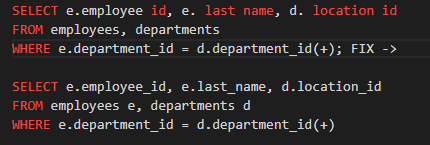 SELECT e.employee id, e. last name, d. location id
FROM employees, departments
WHERE e.department_id = d.department_id(+); FIX ->
SELECT e.employee_id, e.last_name, d.location_id
FROM employees e, departments d
WHERE e.department_id = d.department_id(+)